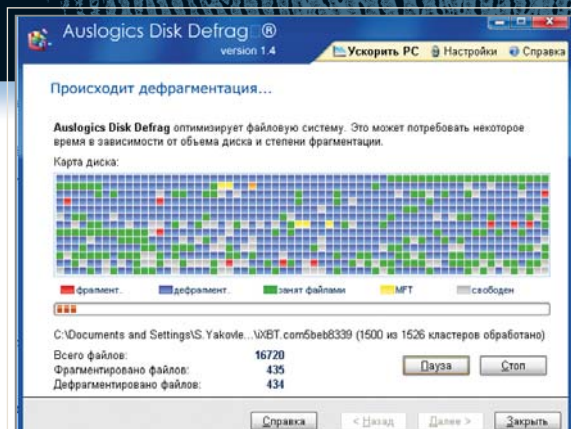 Auslogics Disk Defrag ®
version 1.4
Ускорить PC Настройки Справка
Происходит дефрагментация...
Auslogics Disk Defrag оптимизирует файловую систему. Это может потребовать некоторое
время в зависимости от объема диска и степени фрагментации.
Карта диска:
фрагмент.. дефрагмент.. занят файлами MFT свободен
C:\Documents and Settings\S.Yakovle...\iXBT.com5beb8339 (1500 из 1526 кластеров обработано)
Всего файлов: 16720
Фрагментировано файлов: 435
Дефрагментировано файлов: 434
Пауза Стоп
Справка < Назад Далее > Закрыть